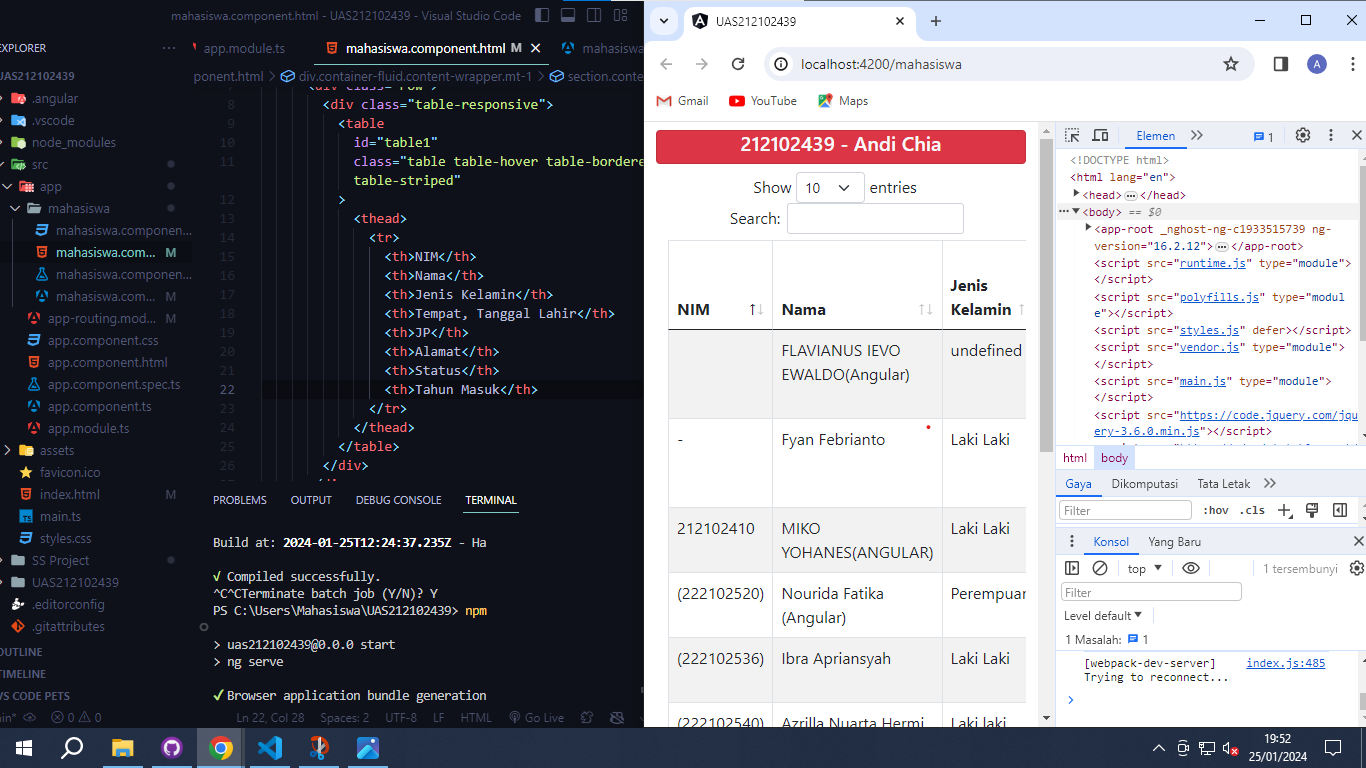 mahasiswa.component.html - UAS212102439 - Visual Studio Code
EXPLORER
UAS212102439
.angular
.vscode
node_modules
src
app
mahasiswa
mahasiswa.componen...
mahasiswa.com... M
mahasiswa.componen...
mahasiswa.com... M
app-routing.mod... M
app.component.css
app.component.html
app.component.spec.ts
app.component.ts
app.module.ts
assets
favicon.ico
index.html M
main.ts
styles.css
SS Project
UAS212102439
.editorconfig
.gitattributes
OUTLINE
TIMELINE
VS CODE PETS
app.module.ts
mahasiswa.component.html M
mahasiswa
ponent.html > div.container-fluid.content-wrapper.mt-1 > section.conte
8 <div class="table-responsive">
9 <table
10 id="table1"
11 class="table table-hover table-bordere
table-striped"
12 >
13 <thead>
14 <tr>
15 <th>NIM</th>
16 <th>Nama</th>
17 <th>Jenis Kelamin</th>
18 <th>Tempat, Tanggal Lahir</th>
19 <th>JP</th>
20 <th>Alamat</th>
21 <th>Status</th>
22 <th>Tahun Masuk</th>
23 </tr>
24 </thead>
25 </table>
26 </div>
PROBLEMS OUTPUT DEBUG CONSOLE TERMINAL
Build at: 2024-01-25T12:24:37.235Z - Ha
√ Compiled successfully.
^C^CTerminate batch job (Y/N)? Y
PS C:\Users\Mahasiswa\UAS212102439> npm
> uas212102439@0.0.0 start
> ng serve
√ Browser application bundle generation
0 0 Ln 22, Col 28 Spaces: 2 UTF-8 LF HTML Go Live
UAS212102439
localhost:4200/mahasiswa
A
Gmail YouTube Maps
212102439 - Andi Chia
Show 10 entries
Search:
NIM Nama Jenis Kelamin
FLAVIANUS IEVO EWALDO(Angular) undefined
- Fyan Febrianto Laki Laki
212102410 MIKO YOHANES(ANGULAR) Laki Laki
(222102520) Nourida Fatika (Angular) Perempuan
(222102536) Ibra Apriansyah Laki Laki
(222102540) Azrilla Nuarta Hermi Laki laki
Elemen 1
<!DOCTYPE html>
<html lang="en">
<head> </head>
<body> == $0
<app-root _nghost-ng-c1933515739 ng-
version="16.2.12"> </app-root>
<script src="runtime.js" type="module">
</script>
<script src="polyfills.js" type="modul
e"></script>
<script src="styles.js" defer></script>
<script src="vendor.js" type="module">
</script>
<script src="main.js" type="module">
</script>
<script src="https://code.jquery.com/jqu
ery-3.6.0.min.js"></script>
html body
Gaya Dikomputasi Tata Letak
Filter :hov .cls
Konsol Yang Baru
top 1 tersembunyi
Filter
Level default
1 Masalah: 1
[webpack-dev-server] index.js:485
Trying to reconnect...
19:52
25/01/2024